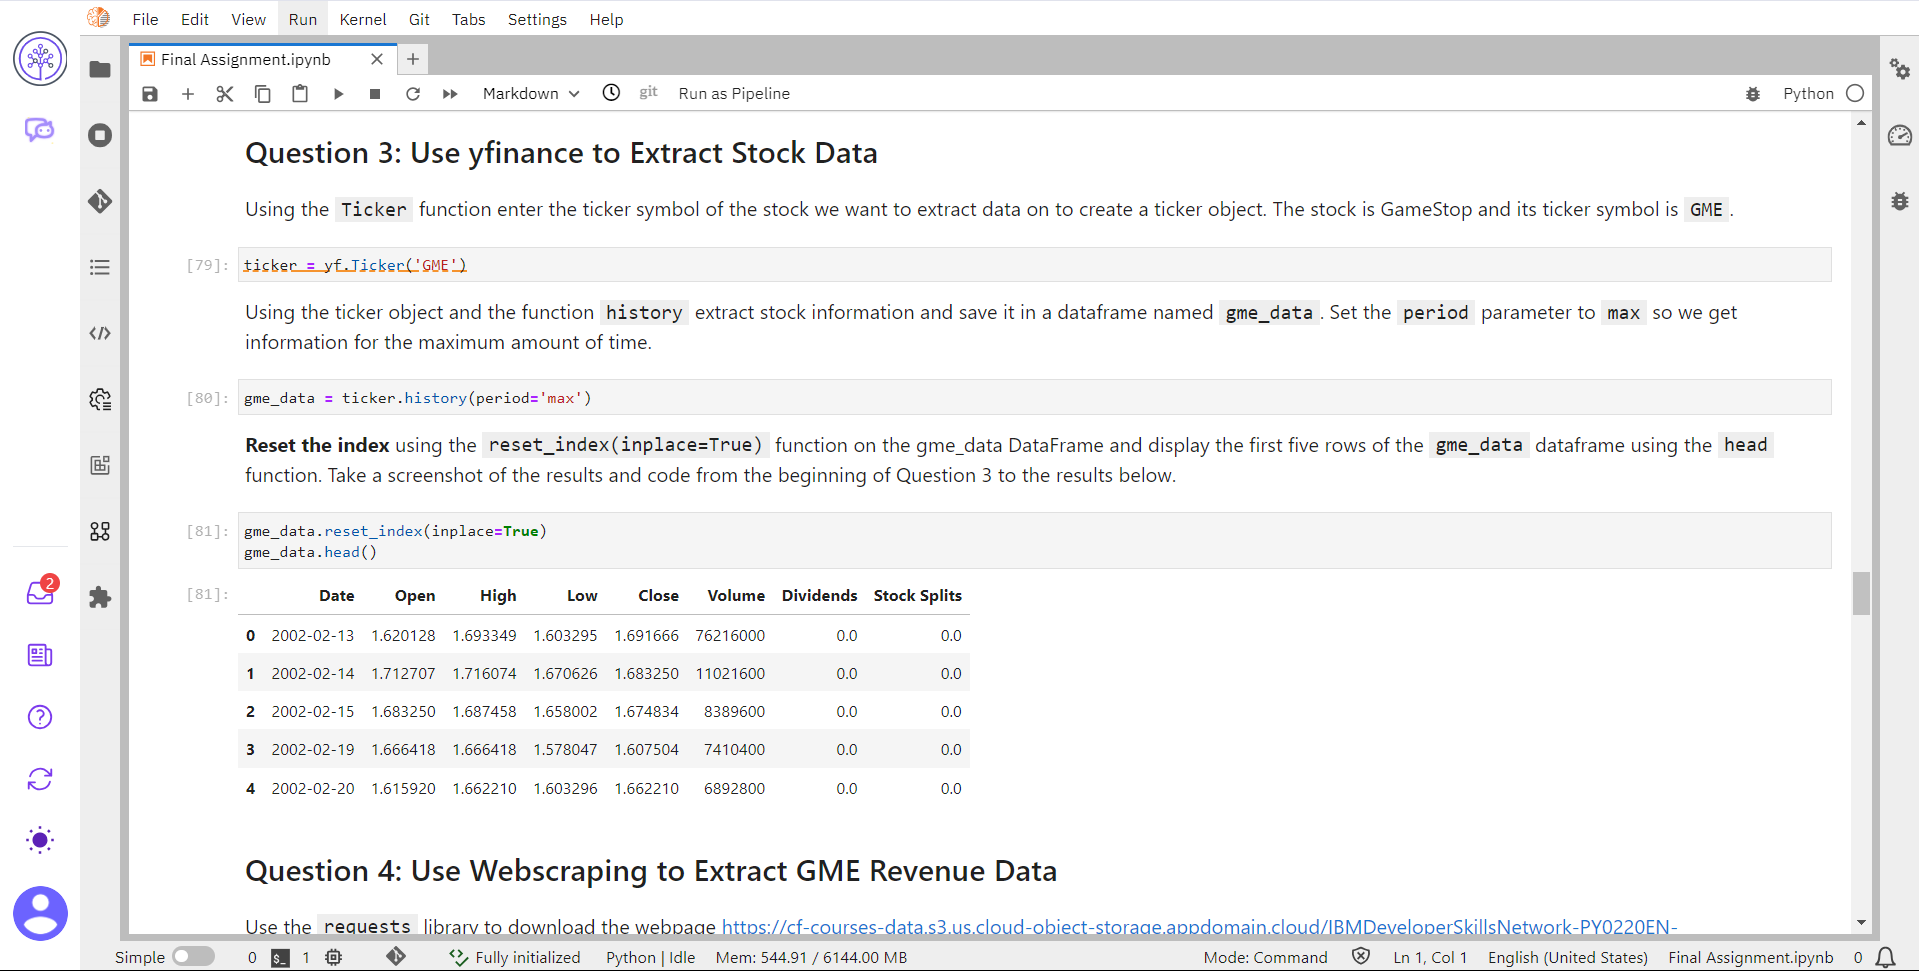 File Edit View Run Kernel Git Tabs Settings Help
Final Assignment.ipynb
Markdown git Run as Pipeline Python
Question 3: Use yfinance to Extract Stock Data
Using the Ticker function enter the ticker symbol of the stock we want to extract data on to create a ticker object. The stock is GameStop and its ticker symbol is GME .
[79]: ticker = yf.Ticker('GME')
Using the ticker object and the function history extract stock information and save it in a dataframe named gme_data . Set the period parameter to max so we get
information for the maximum amount of time.
[80]: gme_data = ticker.history(period='max')
Reset the index using the reset_index(inplace=True) function on the gme_data DataFrame and display the first five rows of the gme_data dataframe using the head
function. Take a screenshot of the results and code from the beginning of Question 3 to the results below.
[81]: gme_data.reset_index(inplace=True)
gme_data.head()
[81]: Date Open High Low Close Volume Dividends Stock Splits
0 2002-02-13 1.620128 1.693349 1.603295 1.691666 76216000 0.0 0.0
1 2002-02-14 1.712707 1.716074 1.670626 1.683250 11021600 0.0 0.0
2 2002-02-15 1.683250 1.687458 1.658002 1.674834 8389600 0.0 0.0
3 2002-02-19 1.666418 1.666418 1.578047 1.607504 7410400 0.0 0.0
4 2002-02-20 1.615920 1.662210 1.603296 1.662210 6892800 0.0 0.0
2
Question 4: Use Webscraping to Extract GME Revenue Data
Use the requests library to download the webpage https://cf-courses-data.s3.us.cloud-object-storage.appdomain.cloud/IBMDeveloperSkillsNetwork-PY0220EN-
Simple 0 $_ 1 Fully initialized Python | Idle Mem: 544.91 / 6144.00 MB Mode: Command Ln 1, Col 1 English (United States) Final Assignment.ipynb 0